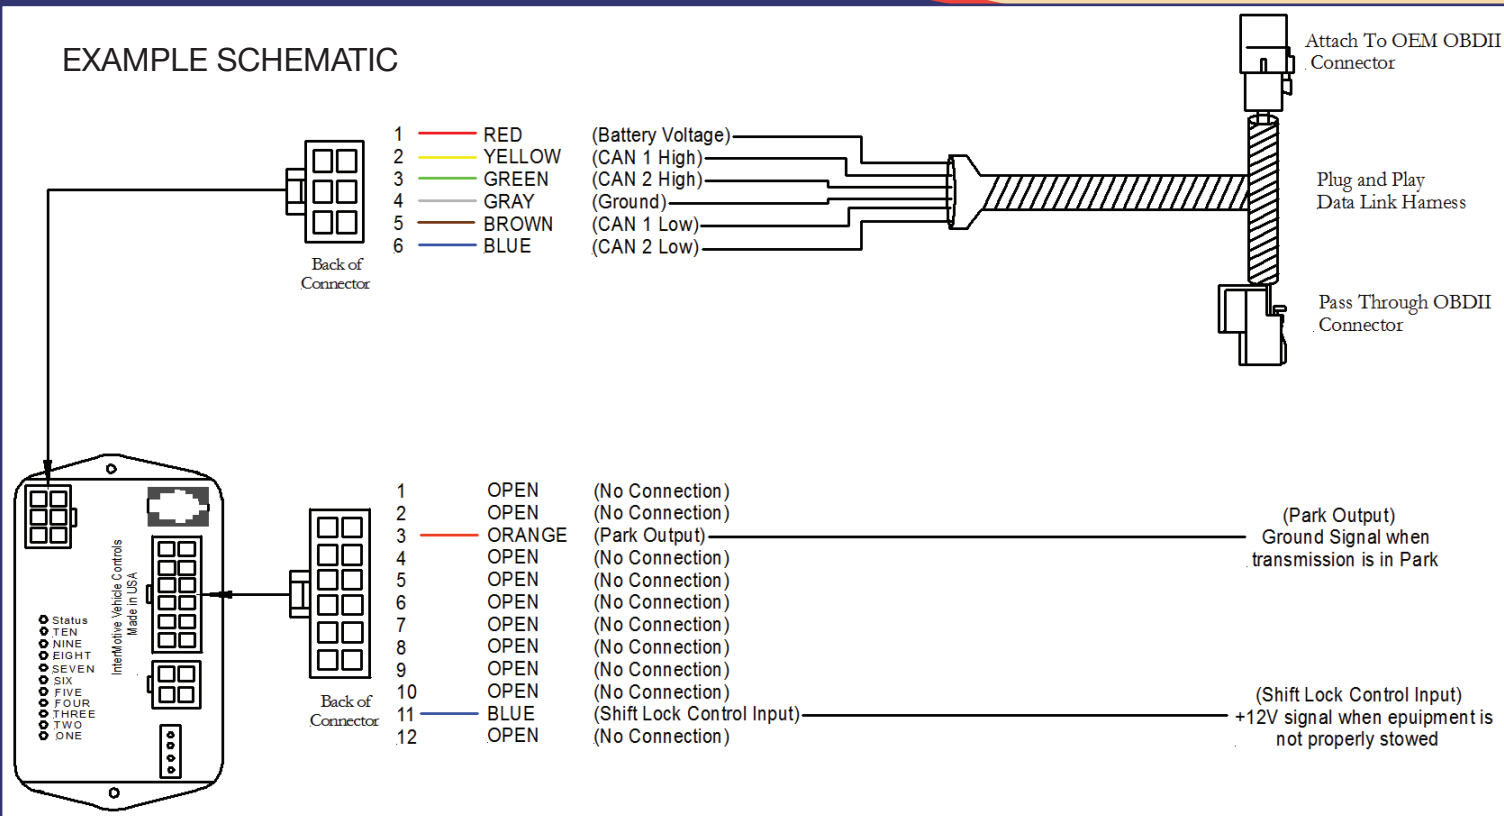 EXAMPLE SCHEMATIC
Attach To OEM OBDII
Connector
1 RED (Battery Voltage)
2 YELLOW (CAN 1 High)
3 GREEN (CAN 2 High)
4 GRAY (Ground)
5 BROWN (CAN 1 Low)
6 BLUE (CAN 2 Low)
Back of
Connector
Plug and Play
Data Link Harness
Pass Through OBDII
Connector
1 OPEN (No Connection)
2 OPEN (No Connection)
3 ORANGE (Park Output)
4 OPEN (No Connection)
5 OPEN (No Connection)
6 OPEN (No Connection)
7 OPEN (No Connection)
8 OPEN (No Connection)
9 OPEN (No Connection)
10 OPEN (No Connection)
11 BLUE (Shift Lock Control Input)
12 OPEN (No Connection)
Back of
Connector
(Park Output)
Ground Signal when
transmission is in Park
(Shift Lock Control Input)
+12V signal when epuipment is
not properly stowed
InterMotive Vehicle Controls
Made in USA
Status
TEN
NINE
EIGHT
SEVEN
SIX
FIVE
FOUR
THREE
TWO
ONE